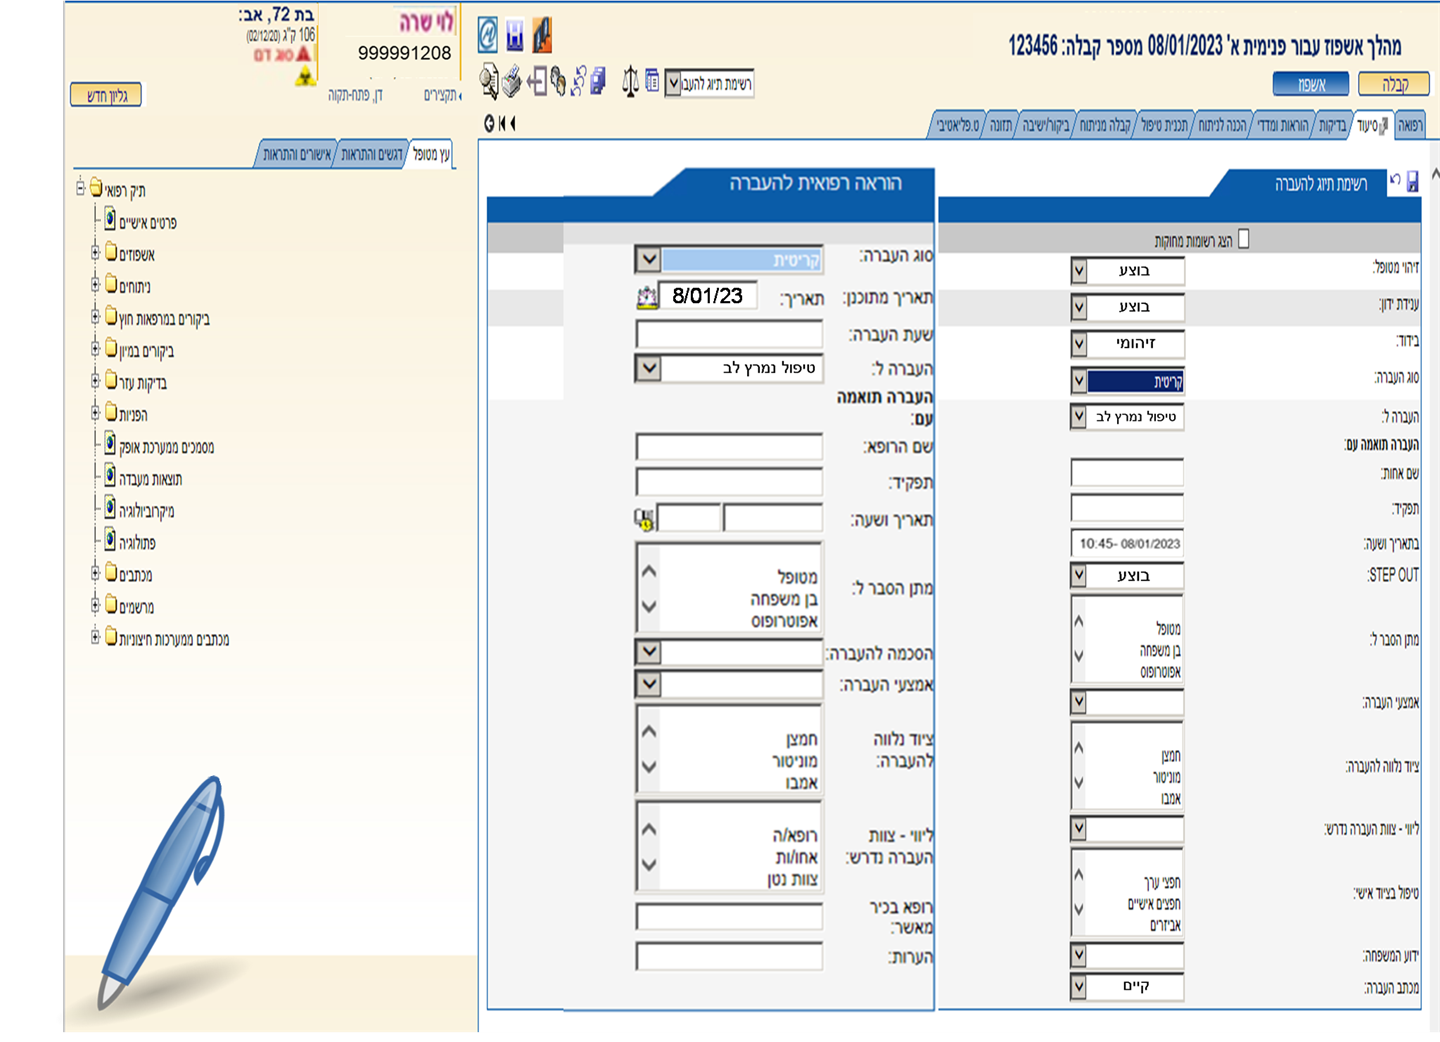 מהלך אשפוז עבור פנימית א' 08/01/2023 מספר קבלה: 123456
קבלה
אשפוז
רשימת תיוג להעבו
רפואה
סיעוד
בדיקות
הוראות ומדדי
הכנה לניתוח
תכנית טיפול
קבלה מניתוח
ביקור/ישיבה
תזונה
ט.פליאטיבי
לוי שרה
999991208
בת 72, אב:
106 ק"ג (02/12/20)
סוג דם
תקצירים
דן, פתח-תקוה
גליון חדש
עץ מטופל
דגשים והתראות
אישורים והתראות
תיק רפואי
פרטים אישיים
אשפוזים
ניתוחים
ביקורים במרפאות חוץ
ביקורים במיון
בדיקות עזר
הפניות
מסמכים ממערכת אופק
תוצאות מעבדה
מיקרוביולוגיה
פתולוגיה
מכתבים
מרשמים
מכתבים ממערכות חיצוניות
רשימת תיוג להעברה
הצג רשומות מחוקות
זיהוי מטופל: בוצע
ענידת ידון: בוצע
בידוד: זיהומי
סוג העברה: קריטית
העברה ל: טיפול נמרץ לב
העברה תואמה עם:
שם אחות:
תפקיד:
בתאריך ושעה: 10:45- 08/01/2023
STEP OUT: בוצע
מתן הסבר ל:
מטופל
בן משפחה
אפוטרופוס
אמצעי העברה:
ציוד נלווה להעברה:
חמצן
מוניטור
אמבו
ליווי - צוות העברה נדרש:
טיפול בציוד אישי:
חפצי ערך
חפצים אישיים
אביזרים
ידוע המשפחה:
מכתב העברה: קיים
הוראה רפואית להעברה
סוג העברה: קריטית
תאריך מתוכנן: תאריך: 8/01/23
שעת העברה:
העברה ל: טיפול נמרץ לב
העברה תואמה
עם:
שם הרופא:
תפקיד:
תאריך ושעה:
מתן הסבר ל:
מטופל
בן משפחה
אפוטרופוס
הסכמה להעברה:
אמצעי העברה:
ציוד נלווה
להעברה:
חמצן
מוניטור
אמבו
ליווי - צוות
העברה נדרש:
רופא/ה
אחו/ות
צוות נטן
רופא בכיר
מאשר:
הערות: